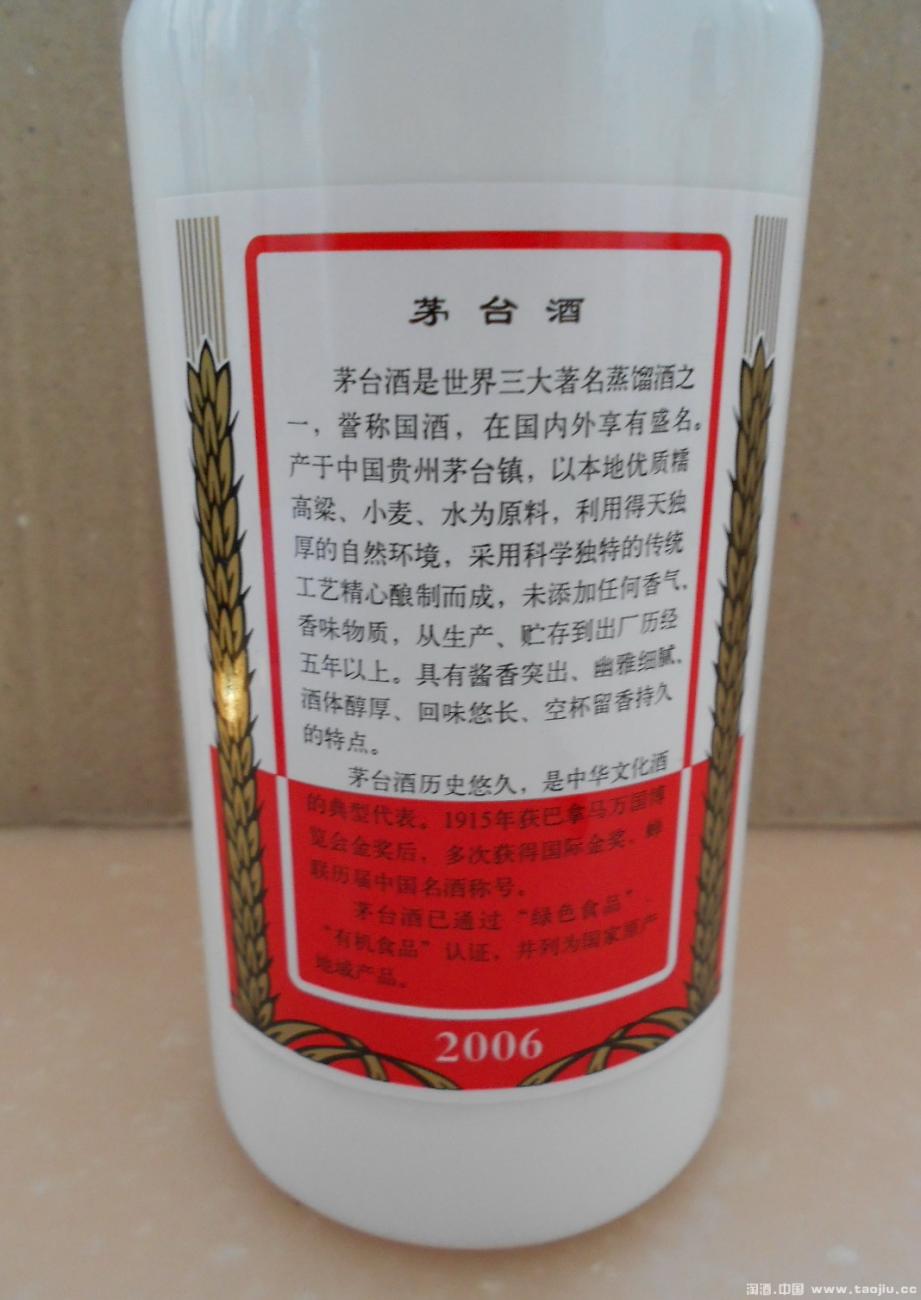 茅台酒
茅台酒是世界三大著名蒸馏酒之
一，誉称国酒，在国内外享有盛名。
产于中国贵州茅台镇，以本地优质糯
高粱、小麦、水为原料，利用得天独
厚的自然环境，采用科学独特的传统
工艺精心酿制而成，未添加任何香气、
香味物质，从生产、贮存到出厂历经
五年以上。具有酱香突出、幽雅细腻、
酒体醇厚、回味悠长、空杯留香持久
的特点。
茅台酒历史悠久，是中华文化酒
的典型代表。1915年获巴拿马万国博
览会金奖后，多次获得国际金奖、蝉
联历届中国名酒称号。
茅台酒已通过“绿色食品”、
“有机食品”认证，并列为国家原产
地域产品。
2006
淘酒.中国 www.taojiu.cc